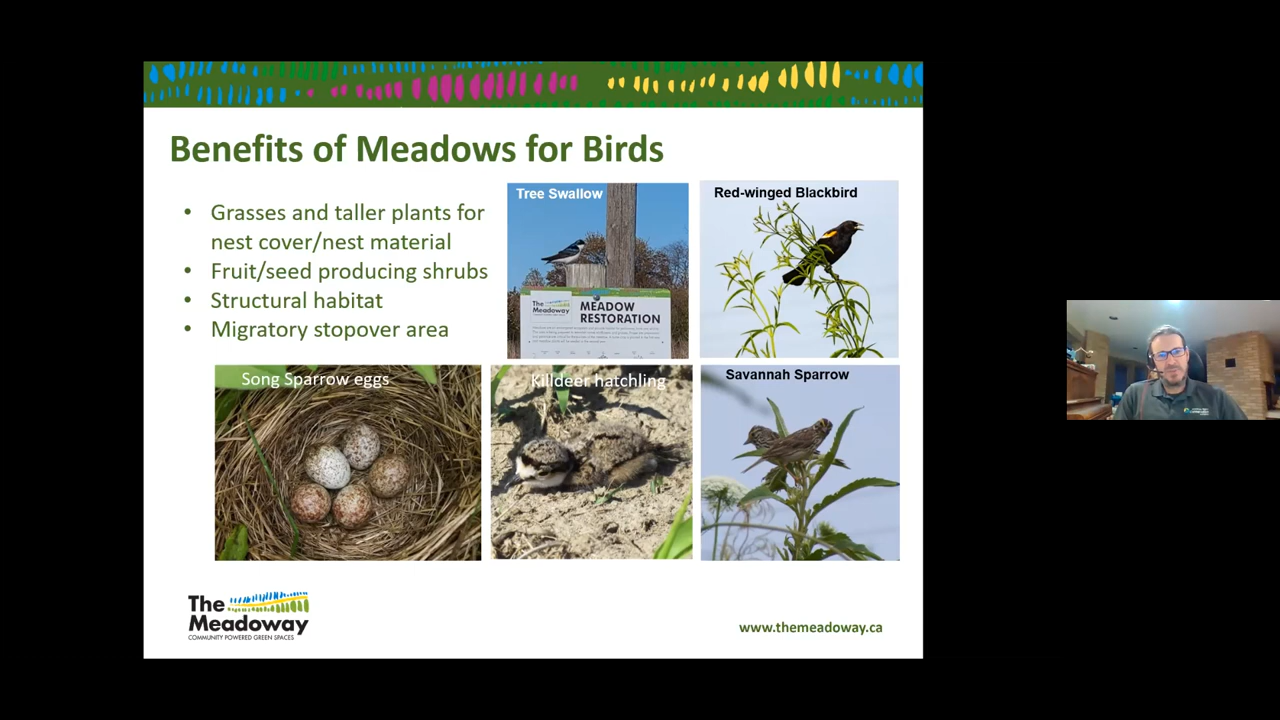 Benefits of Meadows for Birds
• Grasses and taller plants for
nest cover/nest material
• Fruit/seed producing shrubs
• Structural habitat
• Migratory stopover area
Tree Swallow
The
Meadoway
MEADOW
RESTORATION
Red-winged Blackbird
Song Sparrow eggs
Killdeer hatchling
Savannah Sparrow
The
Meadoway
COMMUNITY POWERED GREEN SPACES
www.themeadoway.ca